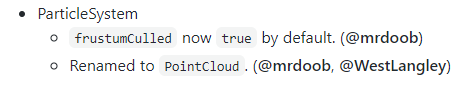 ParticleSystem
frustumCulled now true by default. (@mrdoob)
Renamed to PointCloud. (@mrdoob, @WestLangley)